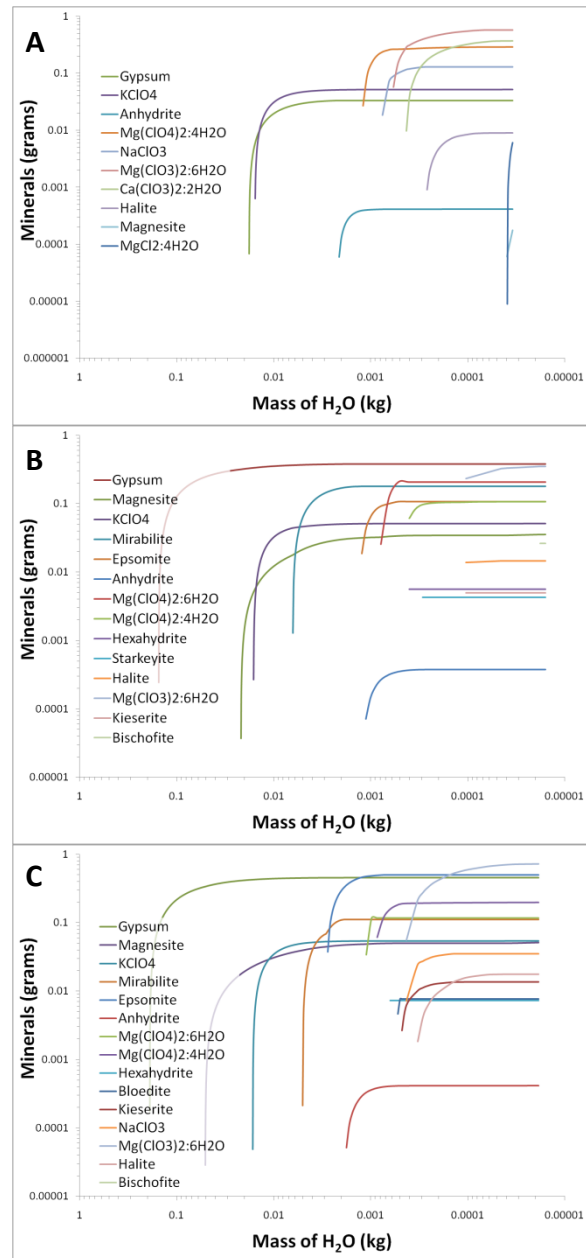 A
1
0.1
0.01
0.001
0.0001
0.00001
0.000001
Minerals (grams)
Gypsum
KClO4
Anhydrite
Mg(ClO4)2:4H2O
NaClO3
Mg(ClO3)2:6H2O
Ca(ClO3)2:2H2O
Halite
Magnesite
MgCl2:4H2O
1 0.1 0.01 0.001 0.0001 0.00001
Mass of H2O (kg)
B
1
0.1
0.01
0.001
0.0001
0.00001
Minerals (grams)
Gypsum
Magnesite
KClO4
Mirabilite
Epsomite
Anhydrite
Mg(ClO4)2:6H2O
Mg(ClO4)2:4H2O
Hexahydrite
Starkeyite
Halite
Mg(ClO3)2:6H2O
Kieserite
Bischofite
1 0.1 0.01 0.001 0.0001 0.00001
Mass of H2O (kg)
C
1
0.1
0.01
0.001
0.0001
0.00001
Minerals (grams)
Gypsum
Magnesite
KClO4
Mirabilite
Epsomite
Anhydrite
Mg(ClO4)2:6H2O
Mg(ClO4)2:4H2O
Hexahydrite
Bloedite
Kieserite
NaClO3
Mg(ClO3)2:6H2O
Halite
Bischofite
1 0.1 0.01 0.001 0.0001 0.00001
Mass of H2O (kg)